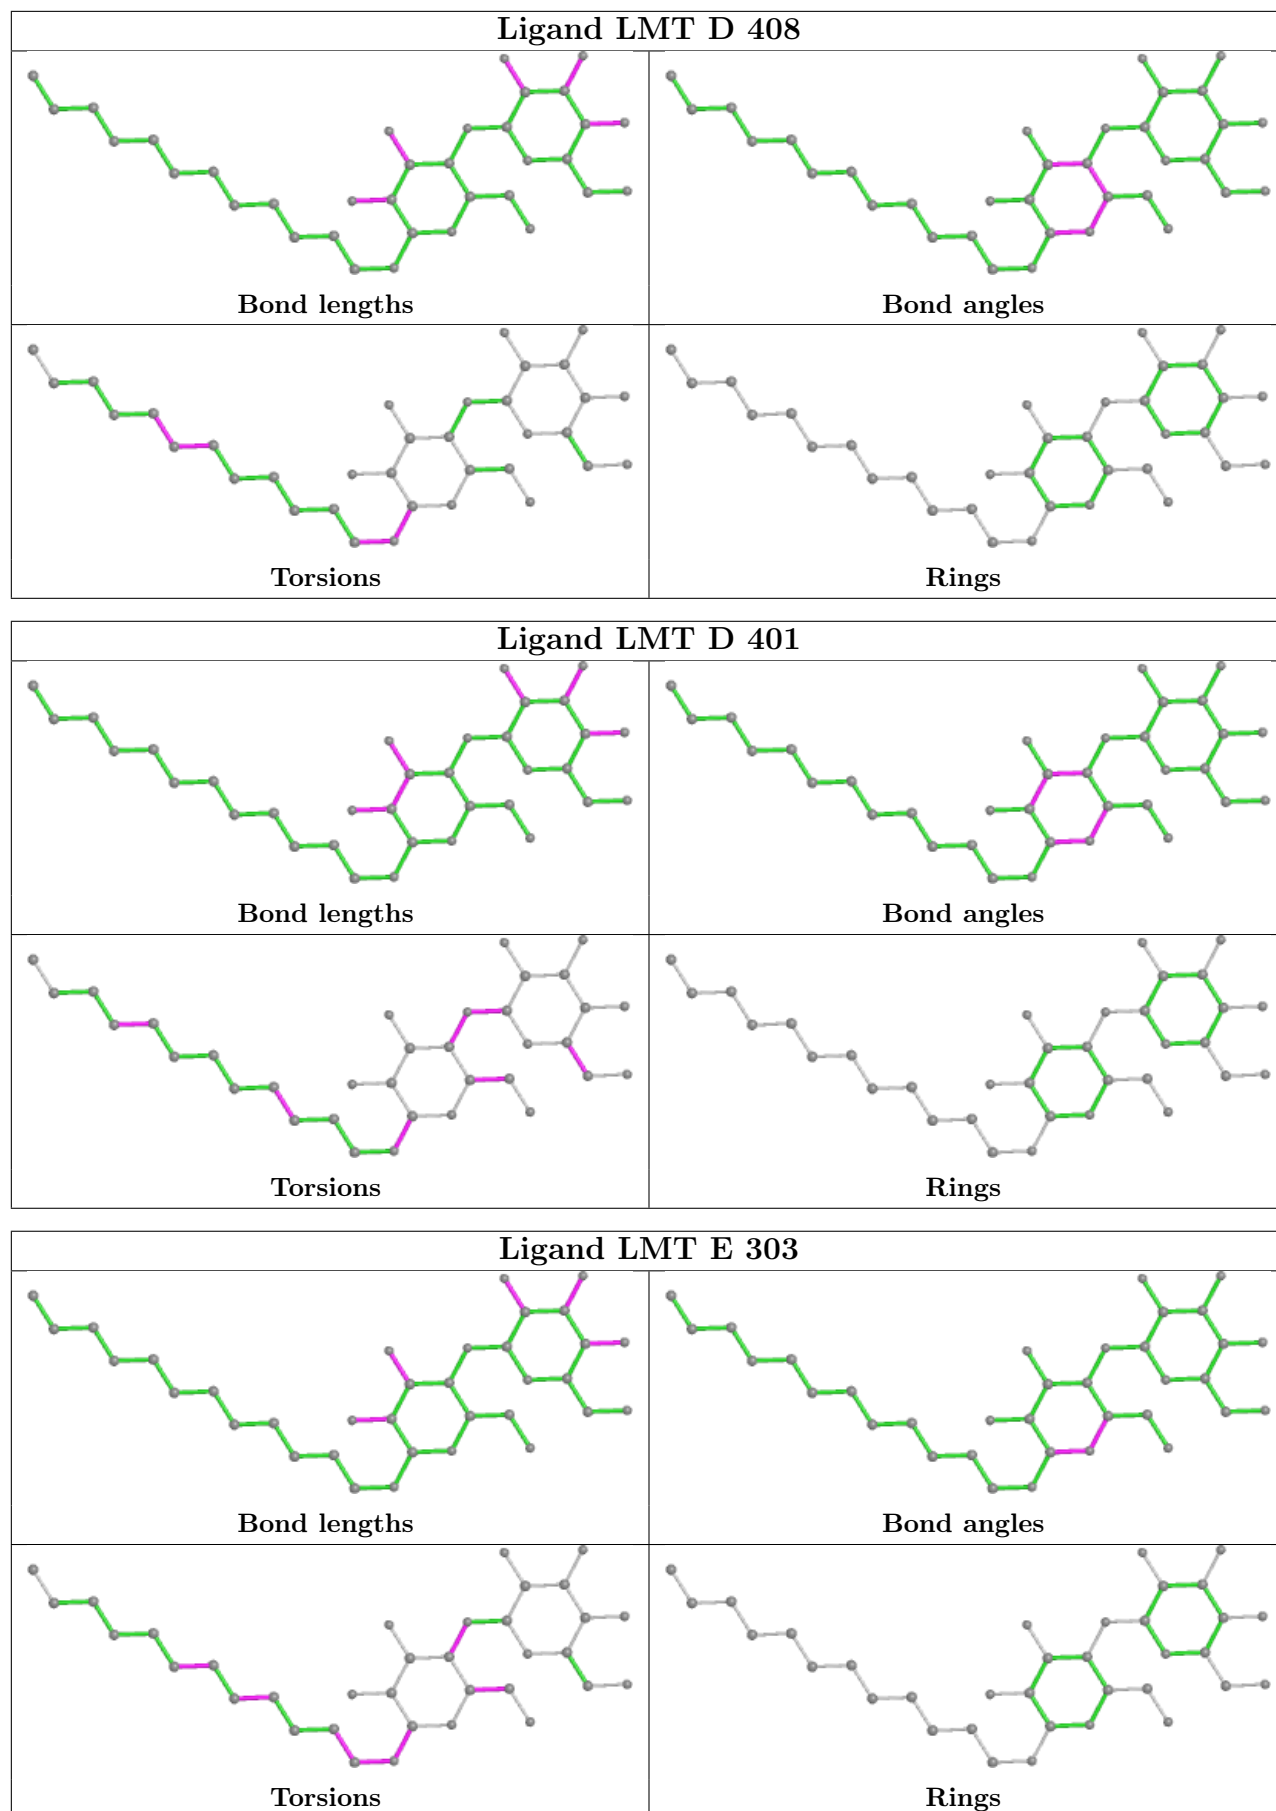 Ligand LMT D 408
Bond lengths
Bond angles
Torsions
Rings
Ligand LMT D 401
Bond lengths
Bond angles
Torsions
Rings
Ligand LMT E 303
Bond lengths
Bond angles
Torsions
Rings